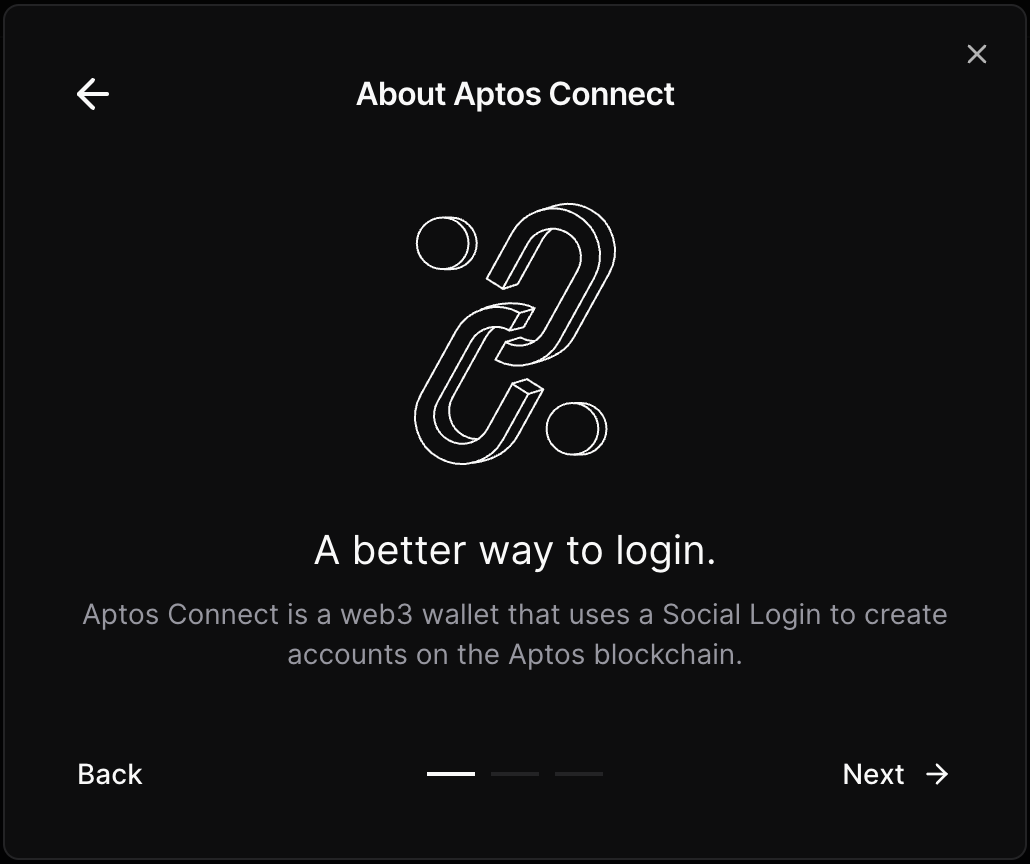 About Aptos Connect
A better way to login.
Aptos Connect is a web3 wallet that uses a Social Login to create
accounts on the Aptos blockchain.
Back
Next